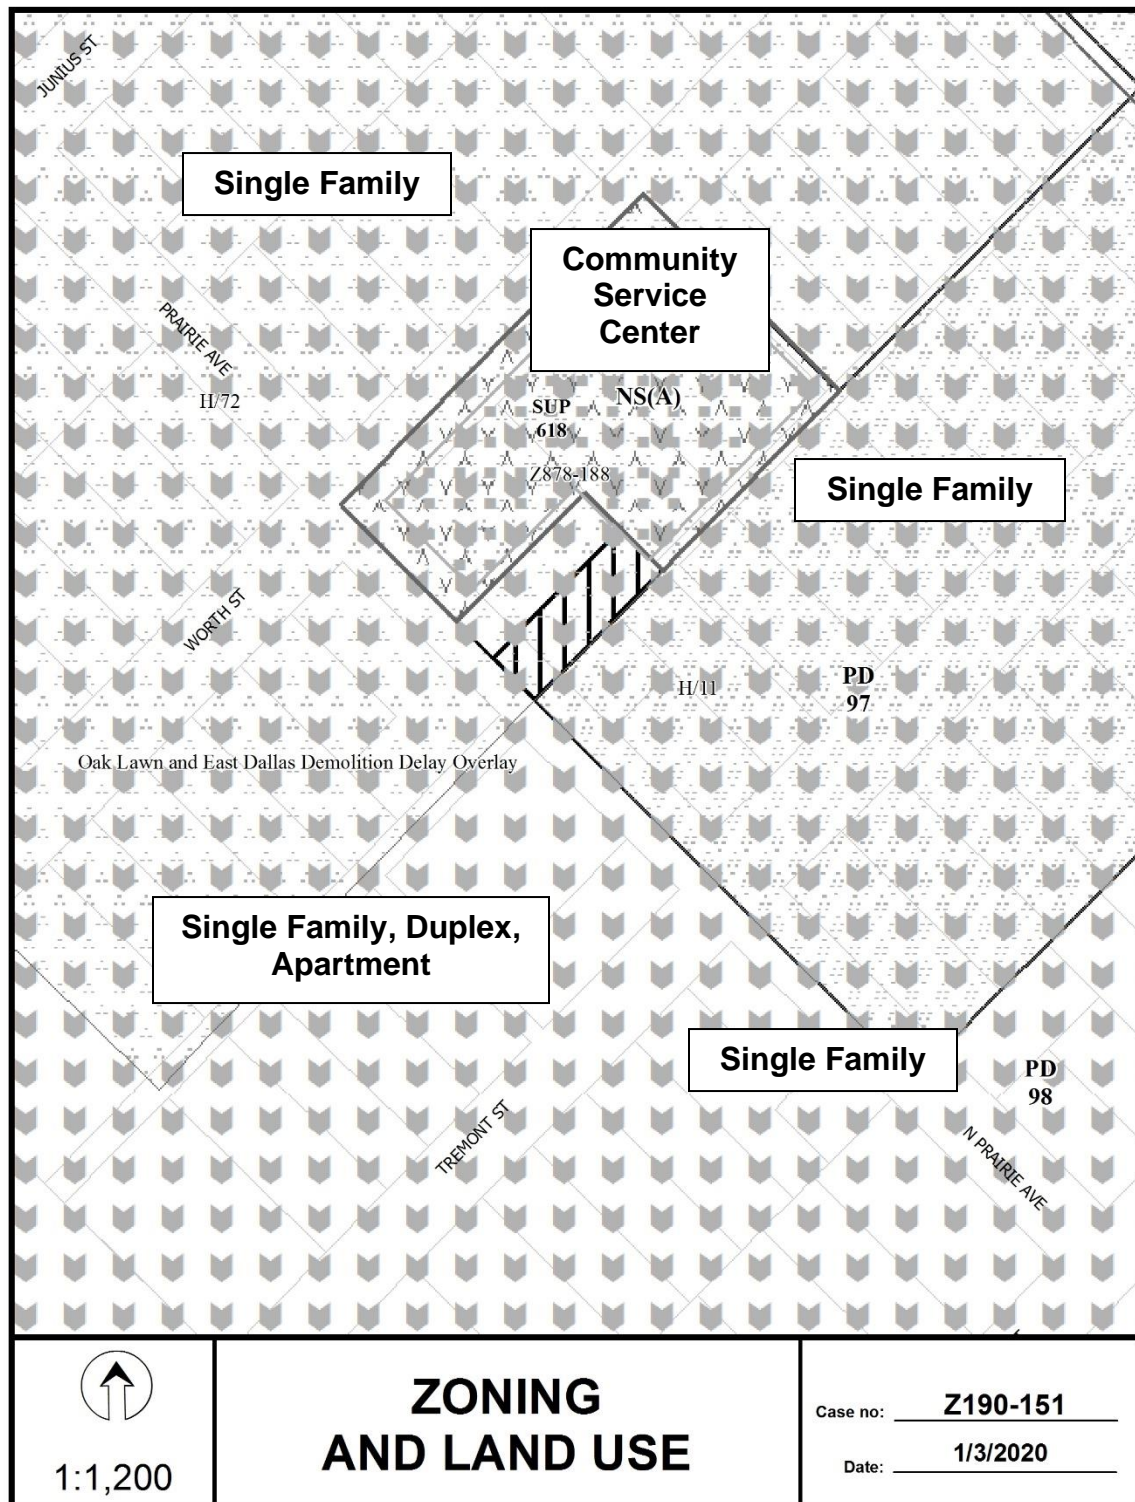 JUNIUS ST
Single Family
Community
Service
Center
PRAIRIE AVE
H/72
NS(A)
SUP
618
Z878-188
Single Family
WORTH ST
H/11
PD
97
Oak Lawn and East Dallas Demolition Delay Overlay
Single Family, Duplex,
Apartment
Single Family
PD
98
TREMONT ST
N PRAIRIE AVE
1:1,200
ZONING
AND LAND USE
Case no: Z190-151
Date: 1/3/2020